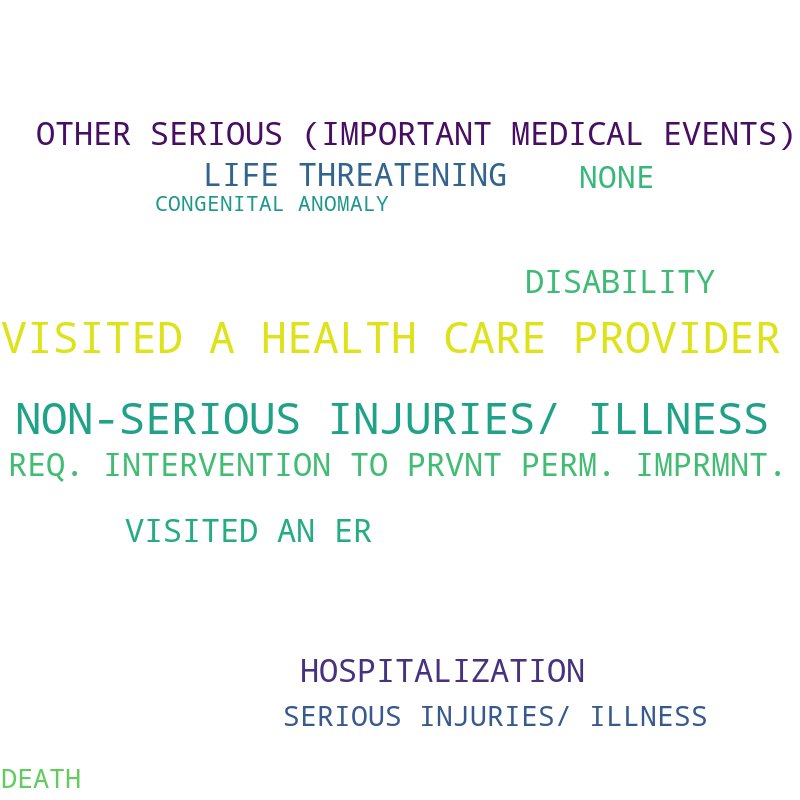 OTHER SERIOUS (IMPORTANT MEDICAL EVENTS)
LIFE THREATENING NONE
CONGENITAL ANOMALY
DISABILITY
VISITED A HEALTH CARE PROVIDER
NON-SERIOUS INJURIES/ ILLNESS
REQ. INTERVENTION TO PRVNT PERM. IMPRMNT.
VISITED AN ER
HOSPITALIZATION
SERIOUS INJURIES/ ILLNESS
DEATH